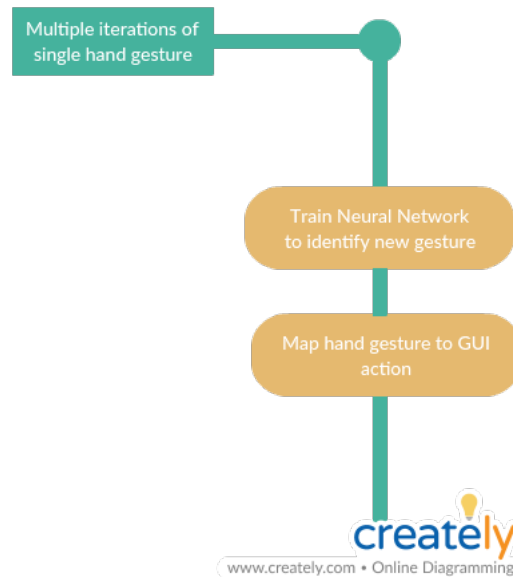 Multiple iterations of
single hand gesture
Train Neural Network
to identify new gesture
Map hand gesture to GUI
action
creately
www.creately.com • Online Diagramming